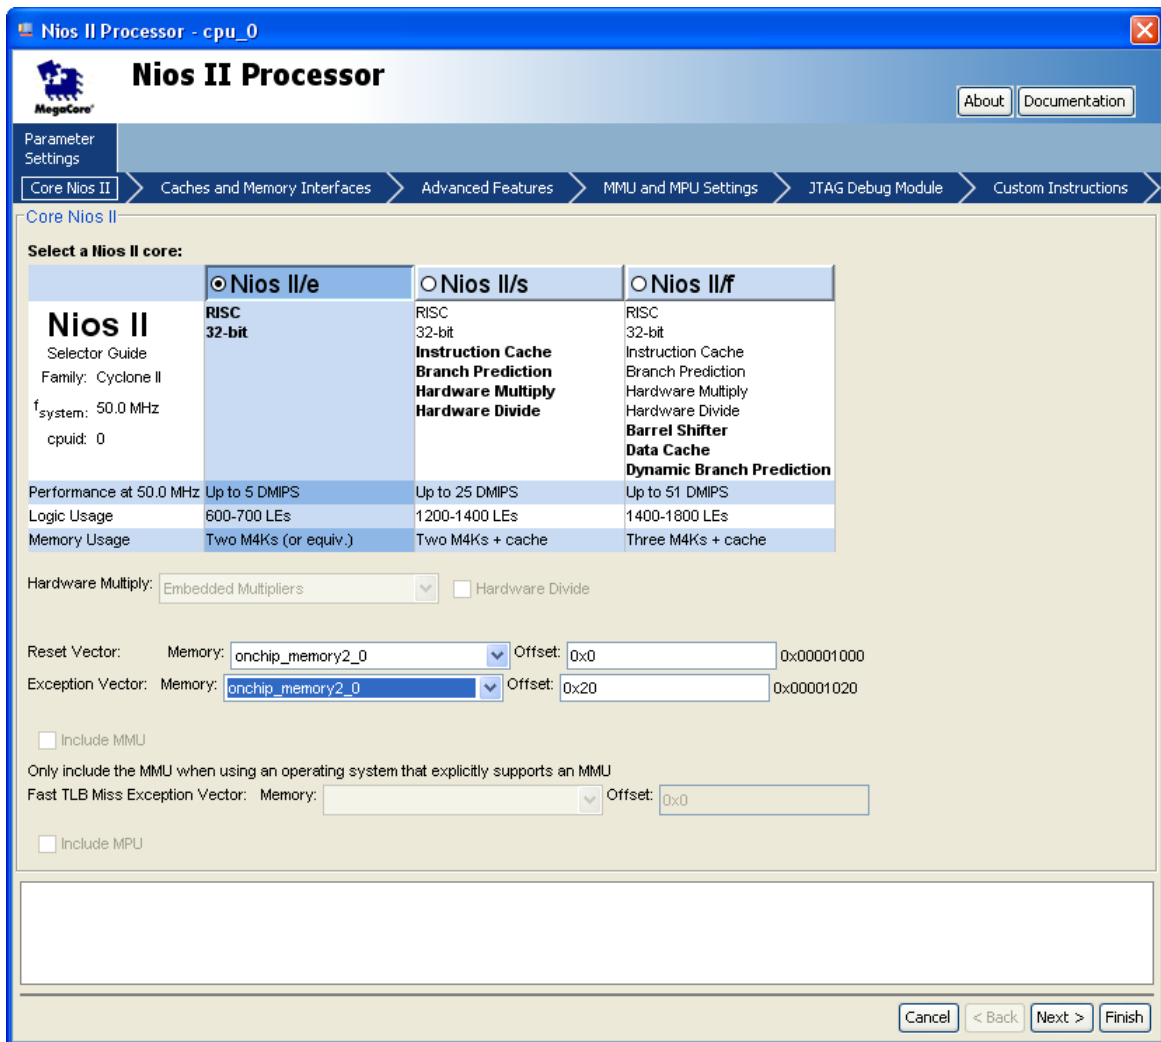 Nios II Processor - cpu_0
MegaCore®
Nios II Processor
About
Documentation
Parameter
Settings
Core Nios II
Caches and Memory Interfaces
Advanced Features
MMU and MPU Settings
JTAG Debug Module
Custom Instructions
Core Nios II
Select a Nios II core:
Nios II/e
Nios II/s
Nios II/f
Nios II
Selector Guide
Family: Cyclone II
fsystem: 50.0 MHz
cpuid: 0
RISC
32-bit
RISC
32-bit
Instruction Cache
Branch Prediction
Hardware Multiply
Hardware Divide
RISC
32-bit
Instruction Cache
Branch Prediction
Hardware Multiply
Hardware Divide
Barrel Shifter
Data Cache
Dynamic Branch Prediction
Performance at 50.0 MHz Up to 5 DMIPS Up to 25 DMIPS Up to 51 DMIPS
Logic Usage 600-700 LEs 1200-1400 LEs 1400-1800 LEs
Memory Usage Two M4Ks (or equiv.) Two M4Ks + cache Three M4Ks + cache
Hardware Multiply: Embedded Multipliers Hardware Divide
Reset Vector: Memory: onchip_memory2_0 Offset: 0x0 0x00001000
Exception Vector: Memory: onchip_memory2_0 Offset: 0x20 0x00001020
Include MMU
Only include the MMU when using an operating system that explicitly supports an MMU
Fast TLB Miss Exception Vector: Memory: Offset: 0x0
Include MPU
Cancel
< Back
Next >
Finish